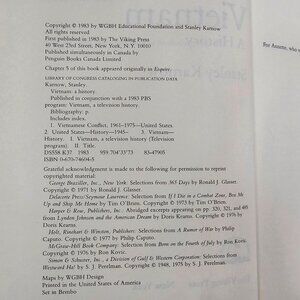 Copyright © 1983 by WGBH Educational Foundation and Stanley Karnow
All rights reserved
First published in 1983 by The Viking Press
40 West 23rd Street, New York, N.Y. 10010
Published simultaneously in Canada by
Penguin Books Canada Limited
Chapter 5 of this book appeared originally in Esquire.
LIBRARY OF CONGRESS CATALOGING IN PUBLICATION DATA
Karnow, Stanley.
Vietnam: a history.
Published in conjunction with a 1983 PBS
program: Vietnam, a television history.
Bibliography: p.
Includes index.
1. Vietnamese Conflict, 1961–1975—United States.
2. United States—History—1945– 3. Vietnam—
History. I. Vietnam, a television history (Television
program) II. Title.
DS558.K37 1983 959.704'33'73 83-47905
ISBN 0-670-74604-5
Grateful acknowledgment is made to the following for permission to reprint
copyrighted material:
George Braziller, Inc., New York: Selections from 365 Days by Ronald J. Glasser.
Copyright © 1971 by Ronald J. Glasser.
Delacorte Press/Seymour Lawrence: Selections from If I Die in a Combat Zone, Box Me
Up and Ship Me Home by Tim O'Brien. Copyright © 1973 by Tim O'Brien.
Harper & Row, Publishers, Inc.: Abridged excerpts appearing on pp 320, 321, and 405
from Lyndon Johnson and the American Dream by Doris Kearns. Copyright © 1976 by
Doris Kearns.
Holt, Rinehart & Winston, Publishers: Selections from A Rumor of War by Philip
Caputo. Copyright © 1977 by Philip Caputo.
McGraw-Hill Book Company: Selections from Born on the Fourth of July by Ron Kovic.
Copyright © 1976 by Ron Kovic.
Simon & Schuster, Inc., a Division of Gulf & Western Corporation: Selections from
Westward Ha! by S. J. Perelman. Copyright © 1948, 1975 by S. J. Perelman.
Maps by WGBH Design
Printed in the United States of America
Set in Bembo
For Annette, who